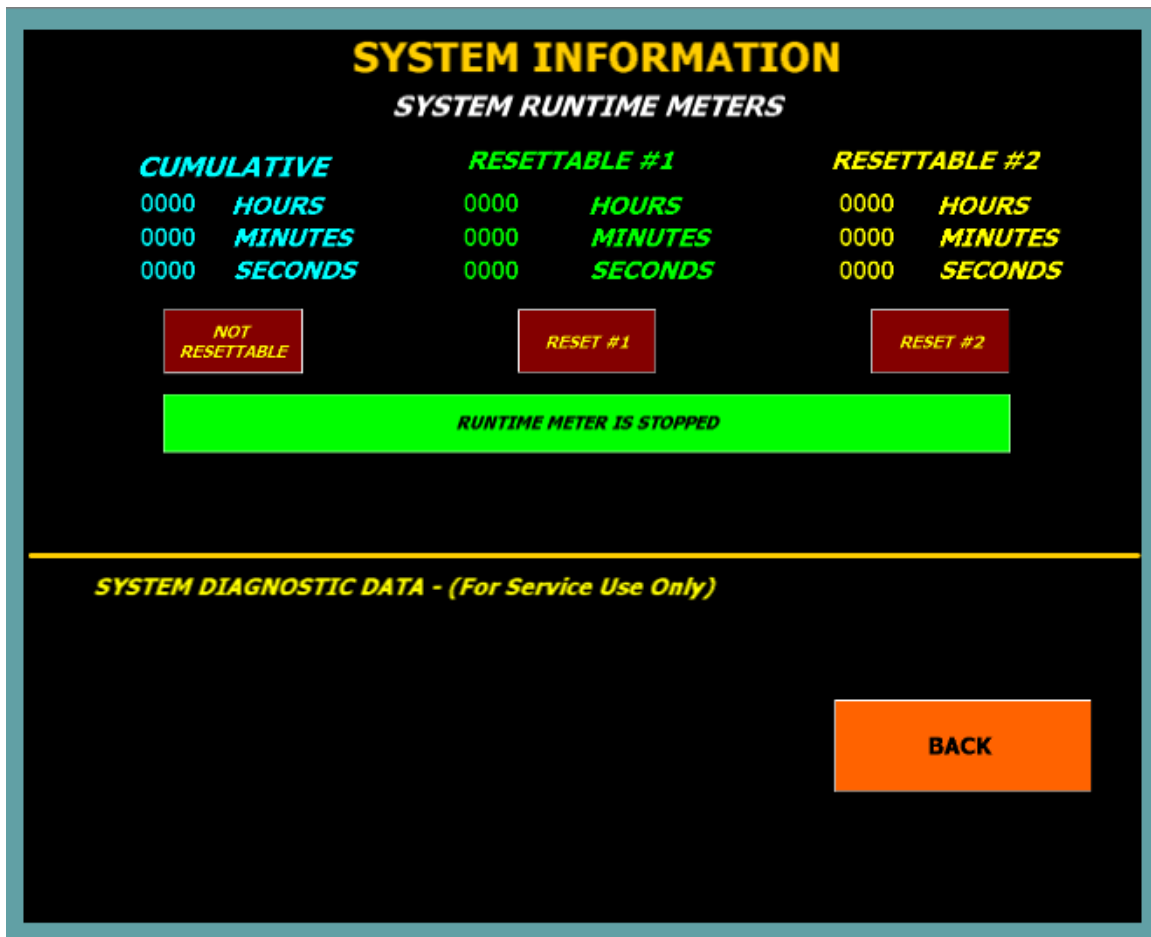 SYSTEM INFORMATION
SYSTEM RUNTIME METERS
CUMULATIVE
0000 HOURS
0000 MINUTES
0000 SECONDS
NOT
RESETTABLE
RESETTABLE #1
0000 HOURS
0000 MINUTES
0000 SECONDS
RESET #1
RESETTABLE #2
0000 HOURS
0000 MINUTES
0000 SECONDS
RESET #2
RUNTIME METER IS STOPPED
SYSTEM DIAGNOSTIC DATA - (For Service Use Only)
BACK